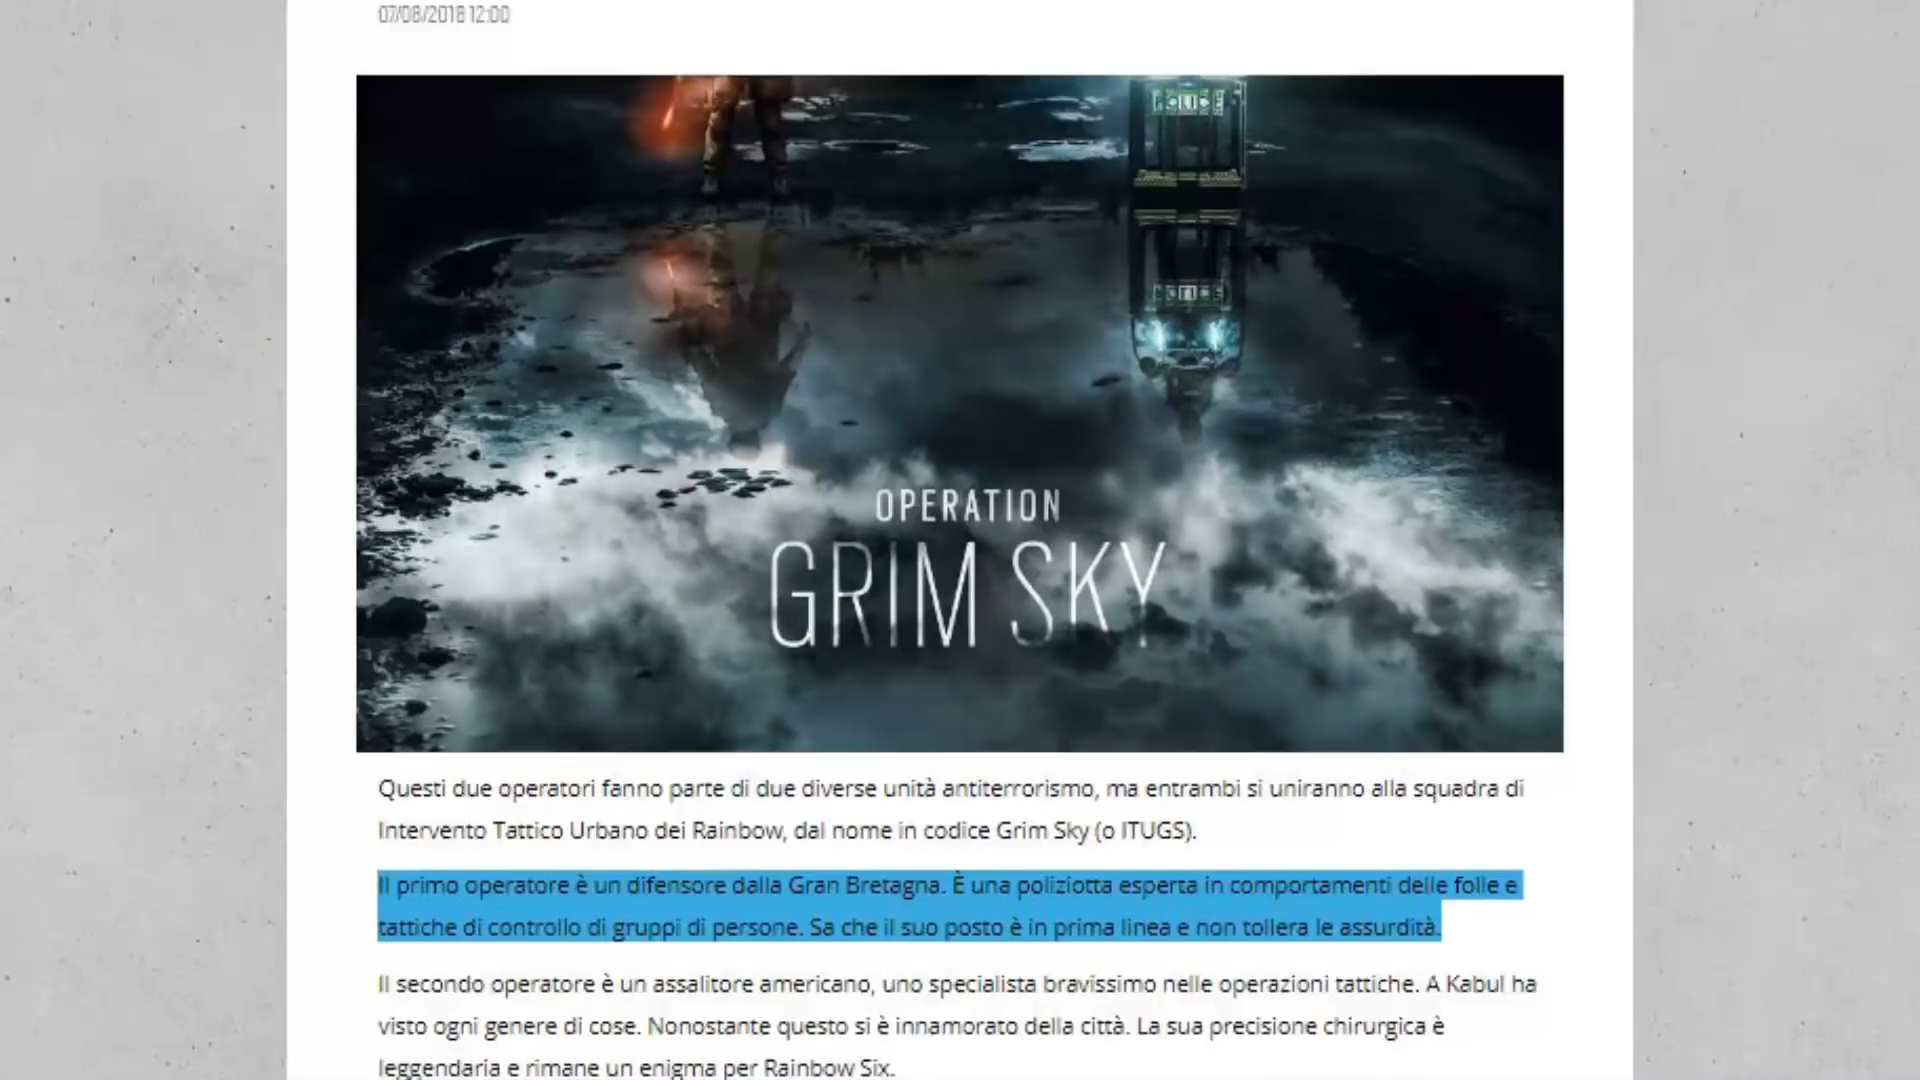 07/08/2018 12:00
POLICE
OPERATION
GRIM SKY
Questi due operatori fanno parte di due diverse unità antiterrorismo, ma entrambi si uniranno alla squadra di
Intervento Tattico Urbano dei Rainbow, dal nome in codice Grim Sky (o ITUGS).
Il primo operatore è un difensore dalla Gran Bretagna. È una poliziotta esperta in comportamenti delle folle e
tattiche di controllo di gruppi di persone. Sa che il suo posto è in prima linea e non tollera le assurdità.
Il secondo operatore è un assalitore americano, uno specialista bravissimo nelle operazioni tattiche. A Kabul ha
visto ogni genere di cose. Nonostante questo si è innamorato della città. La sua precisione chirurgica è
leggendaria e rimane un enigma per Rainbow Six.